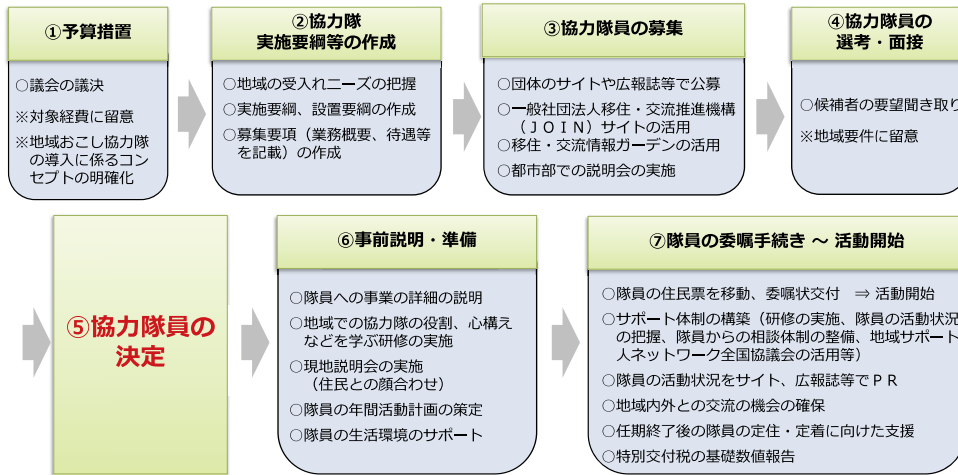 ①予算措置
○議会の議決
※対象経費に留意
※地域おこし協力隊
の導入に係るコン
セプトの明確化
②協力隊
実施要綱等の作成
○地域の受入れニーズの把握
○実施要綱、設置要綱の作成
○募集要項（業務概要、待遇等
を記載）の作成
③協力隊員の募集
○団体のサイトや広報誌等で公募
○一般社団法人移住・交流推進機構
（ＪＯＩＮ）サイトの活用
○移住・交流情報ガーデンの活用
○都市部での説明会の実施
④協力隊員の
選考・面接
○候補者の要望聞き取り
※地域要件に留意
⑤協力隊員の
決定
⑥事前説明・準備
○隊員への事業の詳細の説明
○地域での協力隊の役割、心構え
などを学ぶ研修の実施
○現地説明会の実施
（住民との顔合わせ）
○隊員の年間活動計画の策定
○隊員の生活環境のサポート
⑦隊員の委嘱手続き ～ 活動開始
○隊員の住民票を移動、委嘱状交付　⇒ 活動開始
○サポート体制の構築（研修の実施、隊員の活動状況
の把握、隊員からの相談体制の整備、地域サポート
人ネットワーク全国協議会の活用等）
○隊員の活動状況をサイト、広報誌等でＰＲ
○地域内外との交流の機会の確保
○任期終了後の隊員の定住・定着に向けた支援
○特別交付税の基礎数値報告